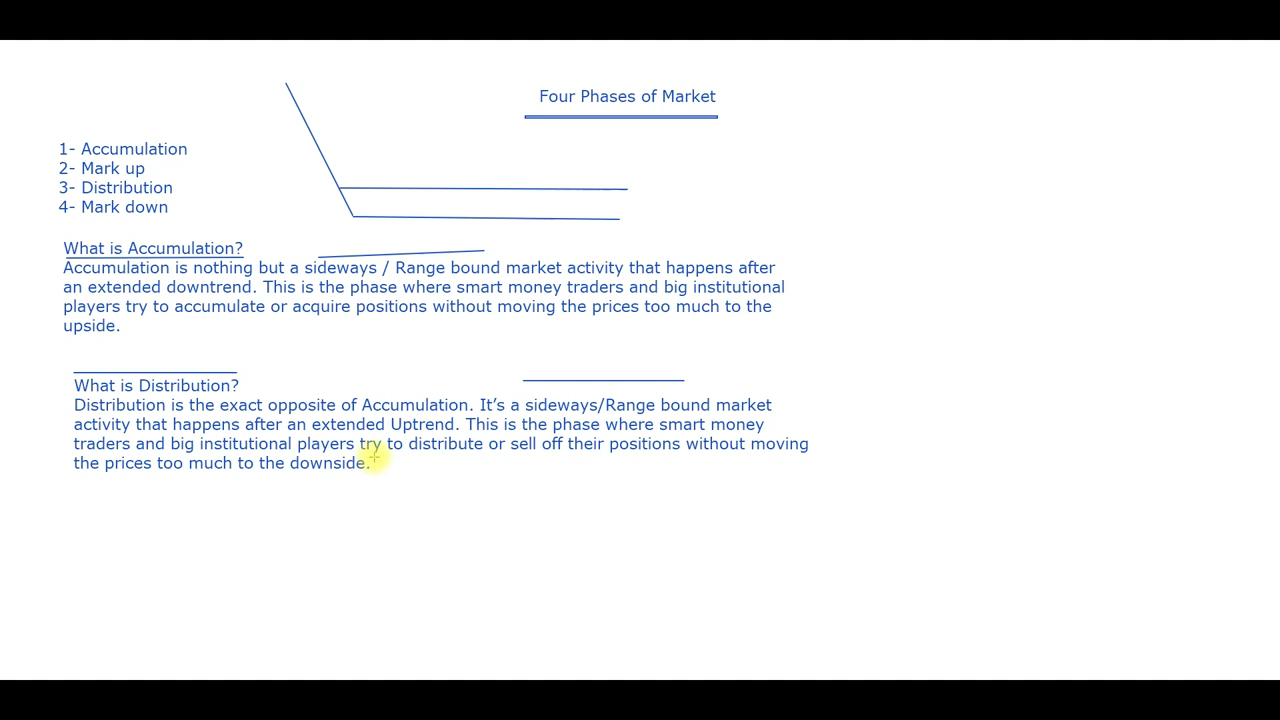 Four Phases of Market
1- Accumulation
2- Mark up
3- Distribution
4- Mark down
What is Accumulation?
Accumulation is nothing but a sideways / Range bound market activity that happens after
an extended downtrend. This is the phase where smart money traders and big institutional
players try to accumulate or acquire positions without moving the prices too much to the
upside.
What is Distribution?
Distribution is the exact opposite of Accumulation. It’s a sideways/Range bound market
activity that happens after an extended Uptrend. This is the phase where smart money
traders and big institutional players try to distribute or sell off their positions without moving
the prices too much to the downside.